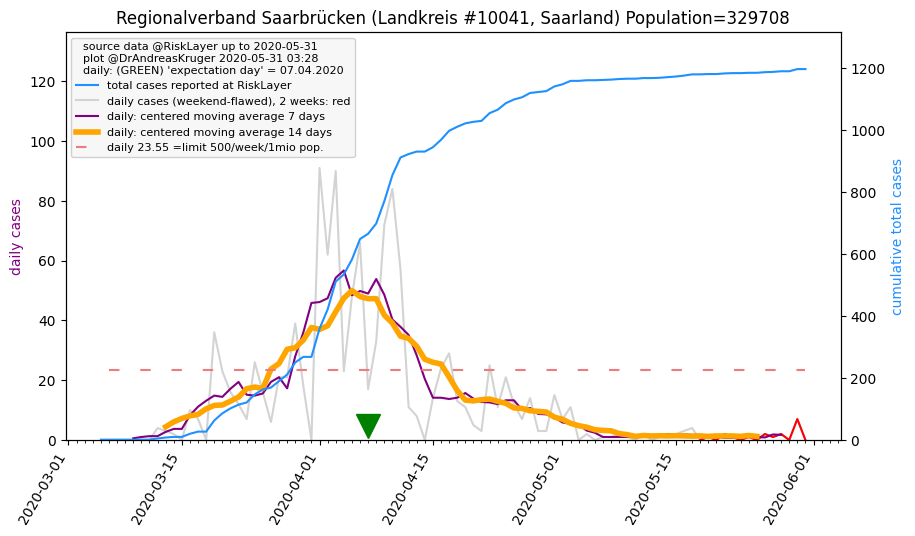 Regionalverband Saarbrücken (Landkreis #10041, Saarland) Population=329708
source data @RiskLayer up to 2020-05-31
plot @DrAndreasKruger 2020-05-31 03:28
daily: (GREEN) 'expectation day' = 07.04.2020
total cases reported at RiskLayer
daily cases (weekend-flawed), 2 weeks: red
daily: centered moving average 7 days
daily: centered moving average 14 days
daily 23.55 =limit 500/week/1mio pop.
daily cases
120
100
80
60
40
20
0
cumulative total cases
1200
1000
800
600
400
200
0
2020-03-01
2020-03-15
2020-04-01
2020-04-15
2020-05-01
2020-05-15
2020-06-01